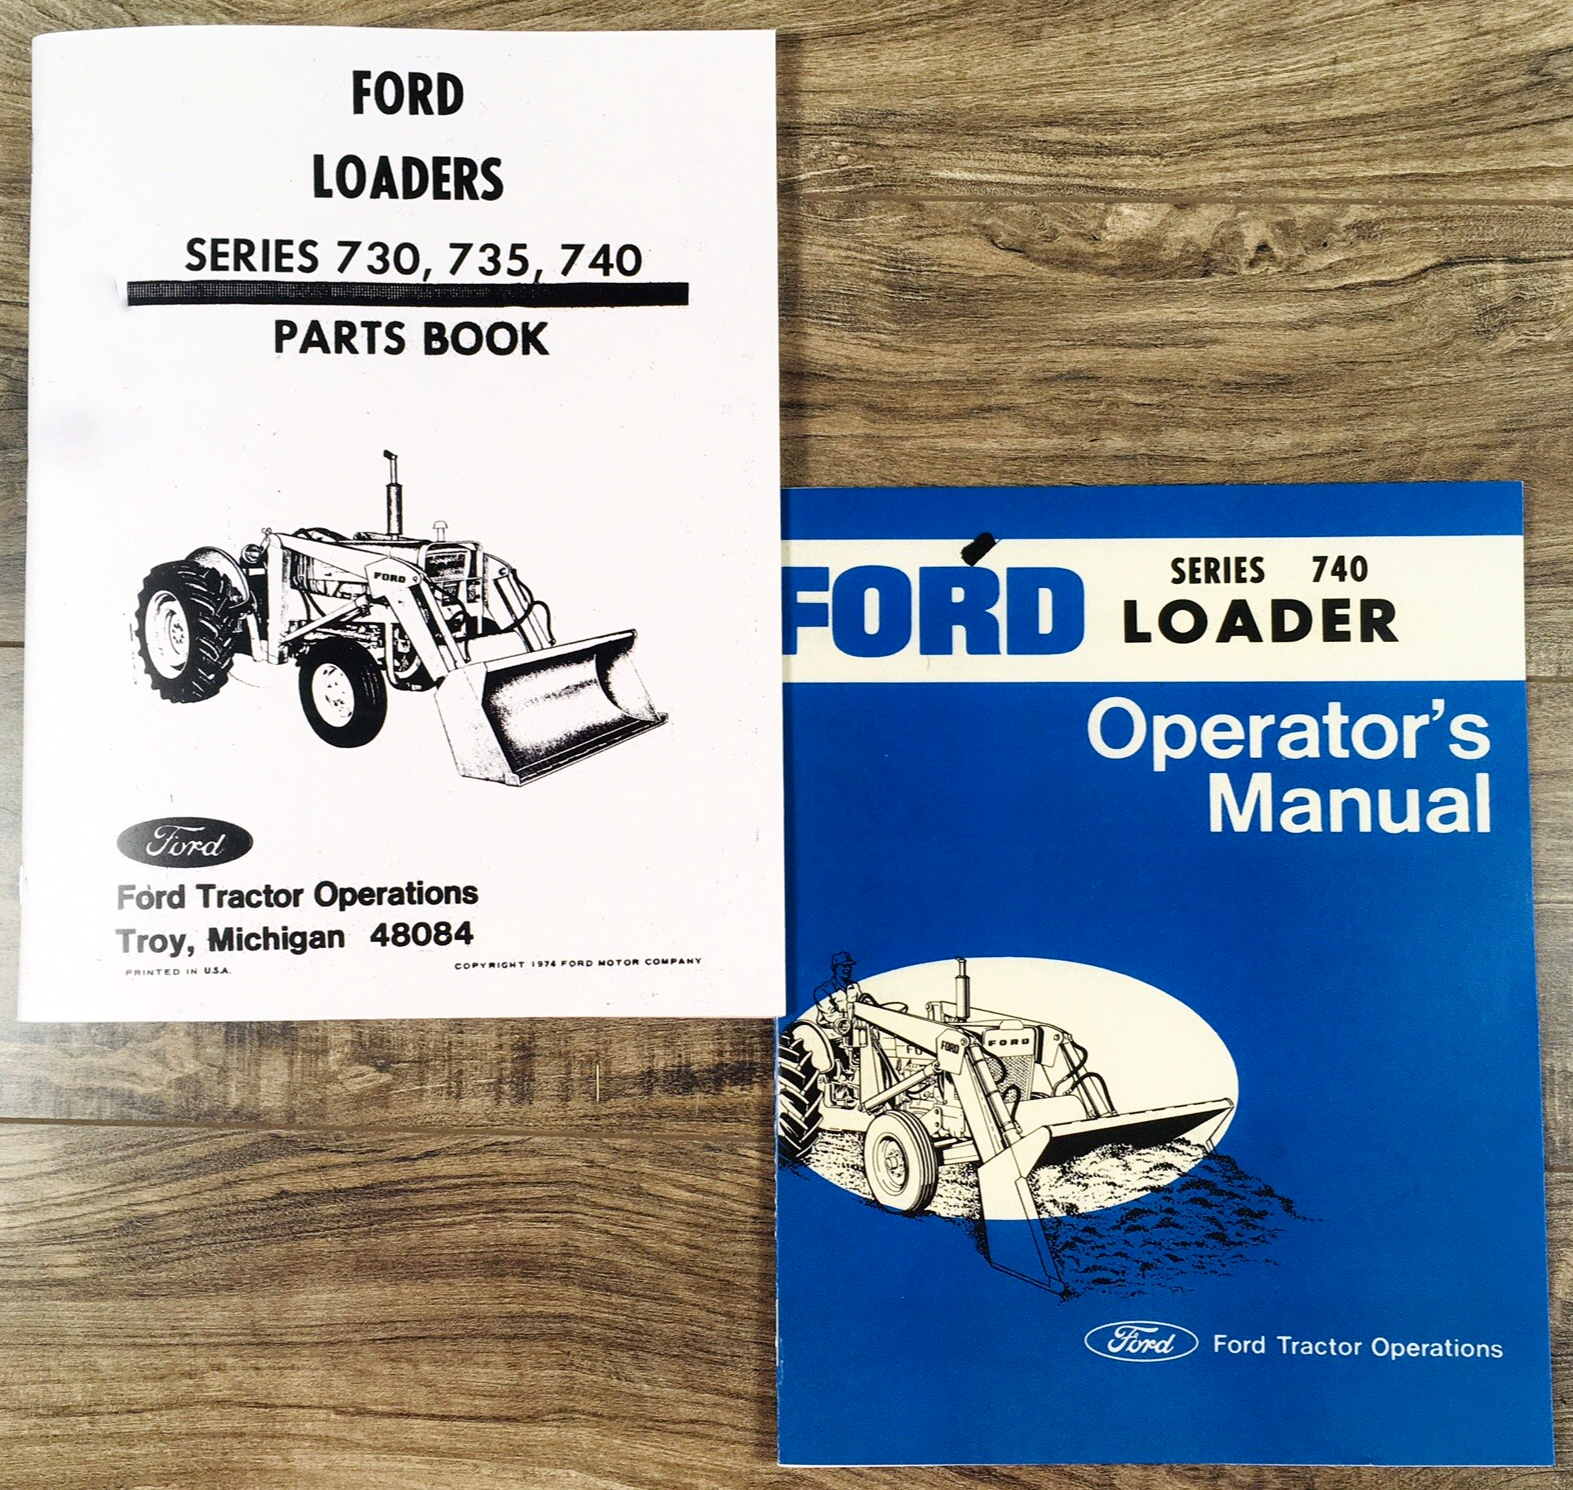 FORD
LOADERS
SERIES 730, 735, 740
PARTS BOOK
FORD
Ford
Ford Tractor Operations
Troy, Michigan 48084
PRINTED IN U.S.A.
COPYRIGHT 1974 FORD MOTOR COMPANY
FORD
SERIES 740
LOADER
Operator's
Manual
FORD
FORD
Ford
Ford Tractor Operations